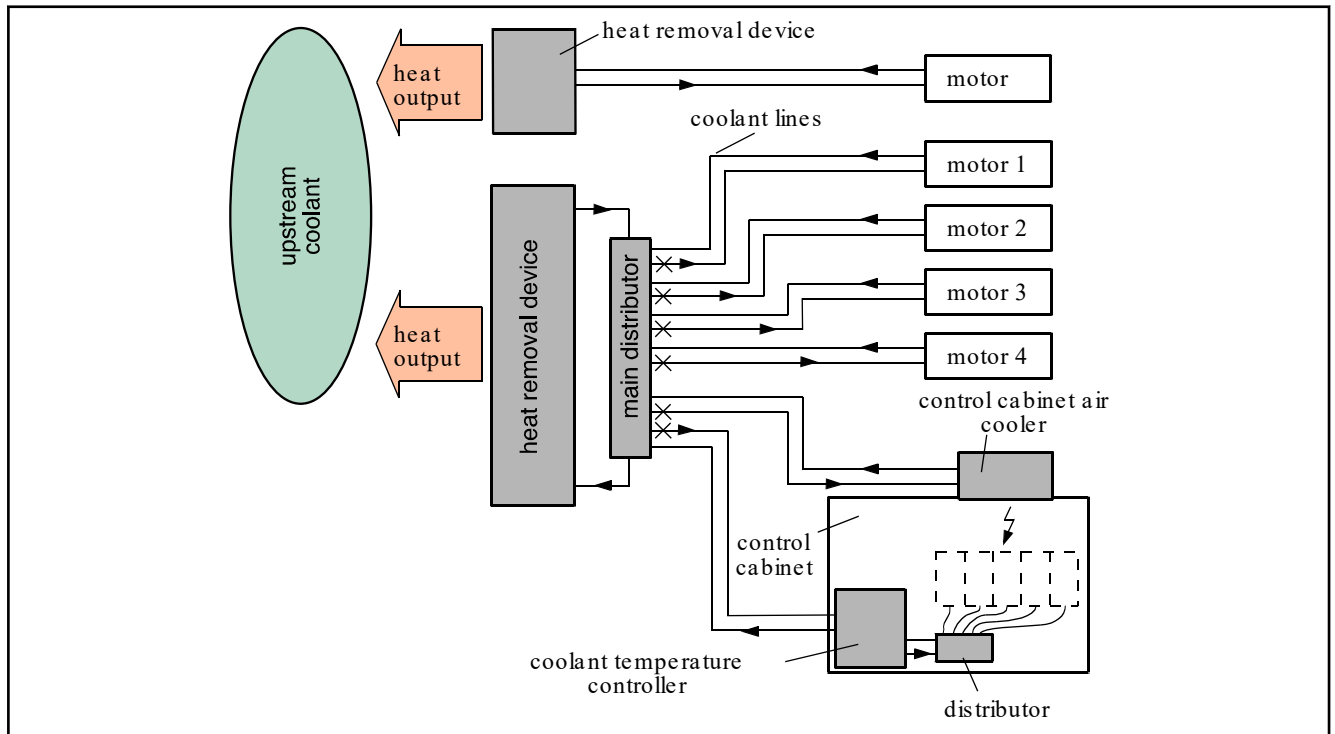 heat removal device
heat
output
motor
coolant lines
motor 1
upstream
coolant
motor 2
heat removal device
main distributor
motor 3
heat
output
motor 4
control cabinet air
cooler
control
cabinet
coolant temperature
controller
distributor